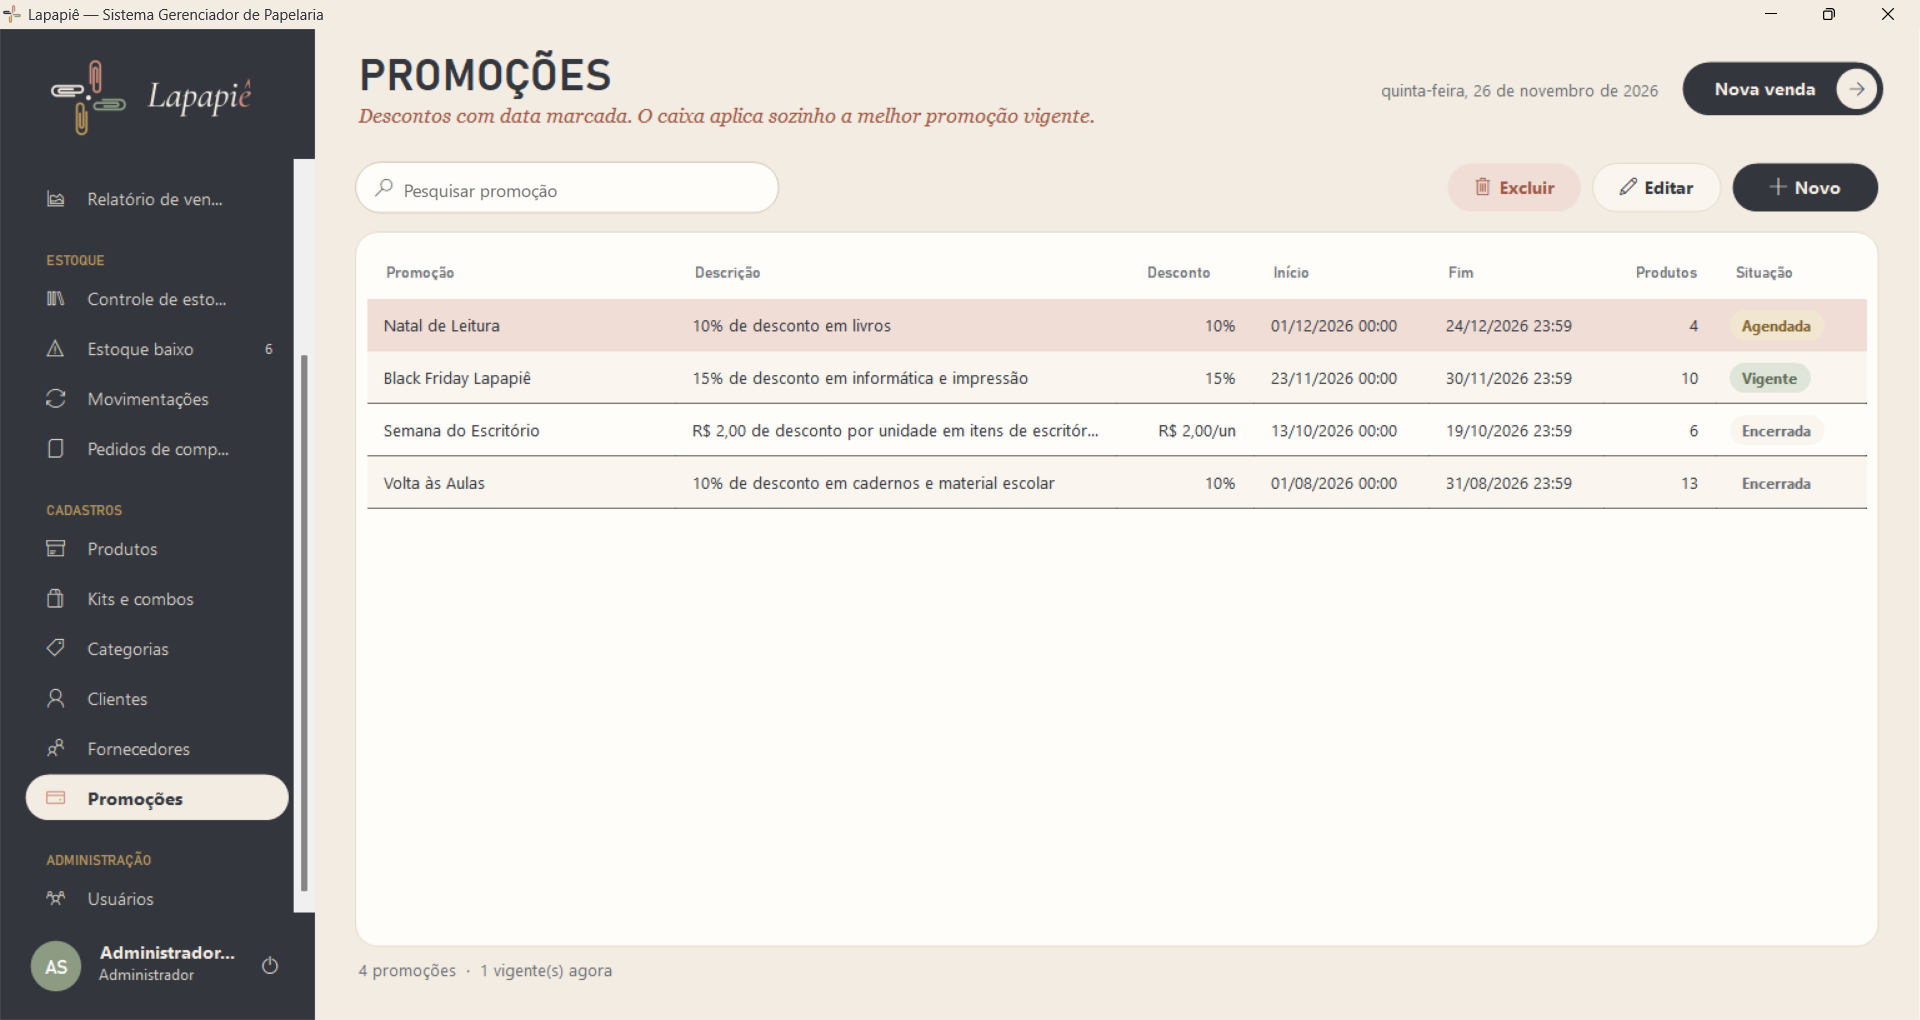 Lapapiê — Sistema Gerenciador de Papelaria
Lapapiê
Relatório de ven...
ESTOQUE
Controle de esto...
Estoque baixo 6
Movimentações
Pedidos de comp...
CADASTROS
Produtos
Kits e combos
Categorias
Clientes
Fornecedores
Promoções
ADMINISTRAÇÃO
Usuários
AS
Administrador...
Administrador
PROMOÇÕES
Descontos com data marcada. O caixa aplica sozinho a melhor promoção vigente.
quinta-feira, 26 de novembro de 2026
Nova venda
Pesquisar promoção
Excluir
Editar
Novo
Promoção Descrição Desconto Início Fim Produtos Situação
Natal de Leitura 10% de desconto em livros 10% 01/12/2026 00:00 24/12/2026 23:59 4 Agendada
Black Friday Lapapiê 15% de desconto em informática e impressão 15% 23/11/2026 00:00 30/11/2026 23:59 10 Vigente
Semana do Escritório R$ 2,00 de desconto por unidade em itens de escritór... R$ 2,00/un 13/10/2026 00:00 19/10/2026 23:59 6 Encerrada
Volta às Aulas 10% de desconto em cadernos e material escolar 10% 01/08/2026 00:00 31/08/2026 23:59 13 Encerrada
4 promoções · 1 vigente(s) agora